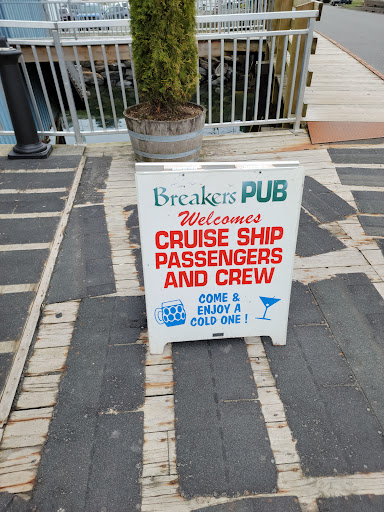 Breakers PUB
Welcomes
CRUISE SHIP
PASSENGERS
AND CREW
COME &
ENJOY A
COLD ONE !